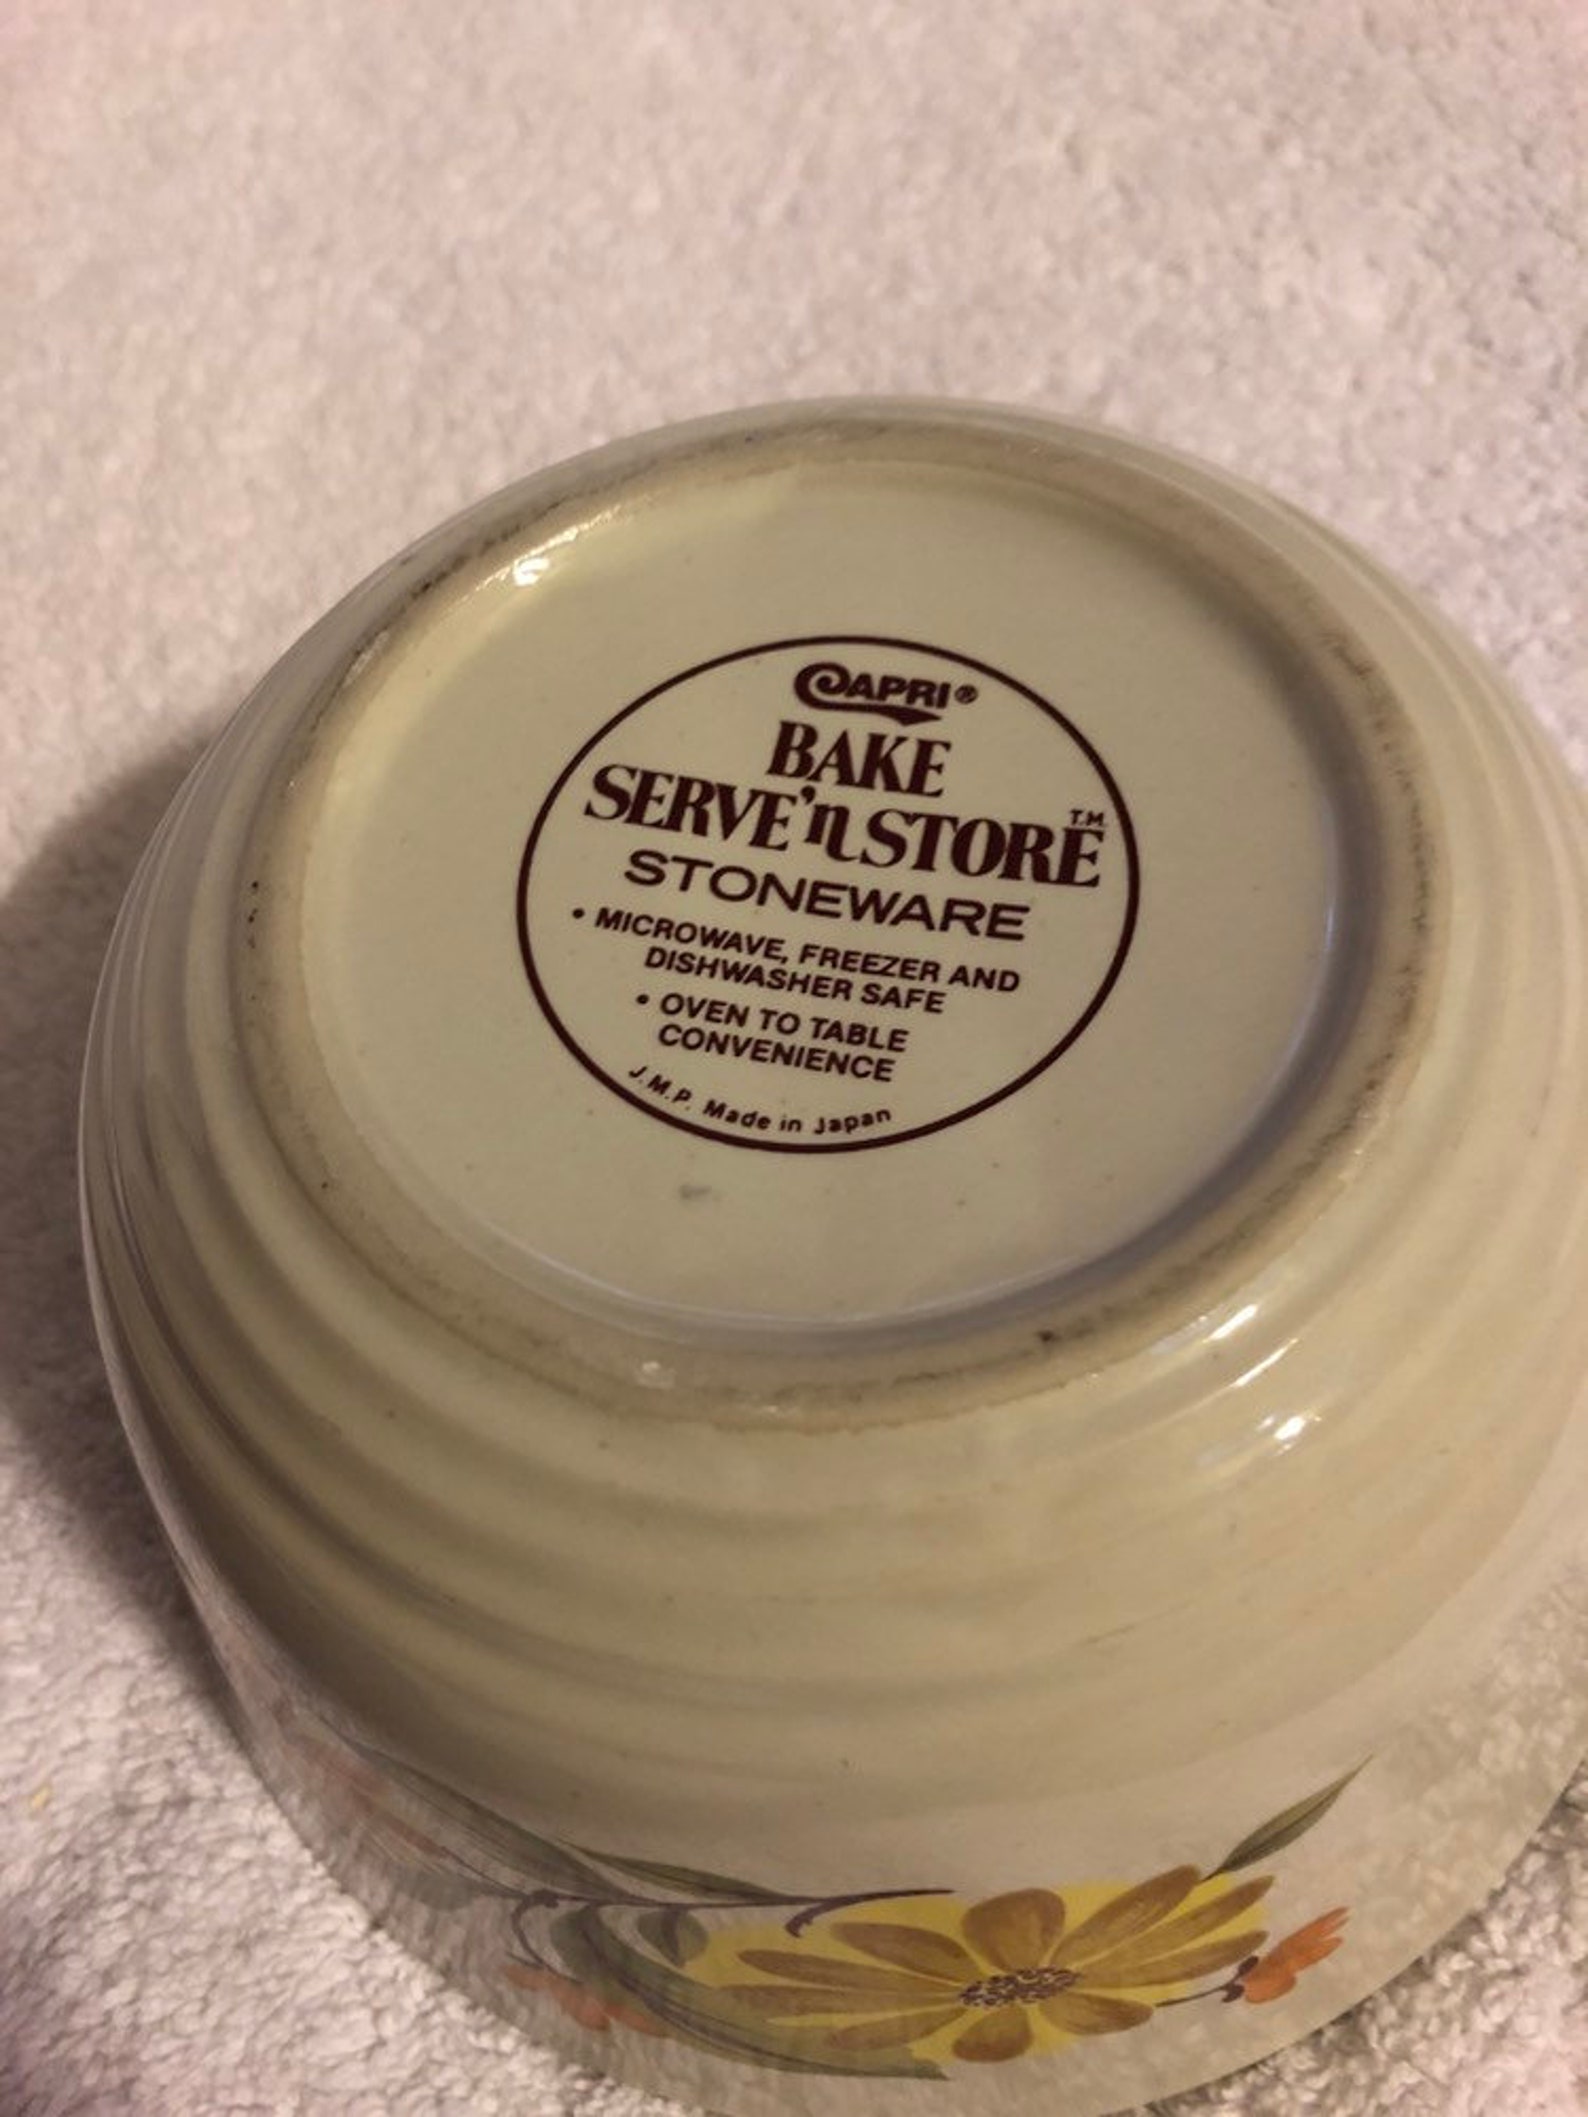 CAPRI®
BAKE
SERVE'n STORE T.M.
STONEWARE
• MICROWAVE, FREEZER AND
DISHWASHER SAFE
• OVEN TO TABLE
CONVENIENCE
J.M.P. Made in Japan